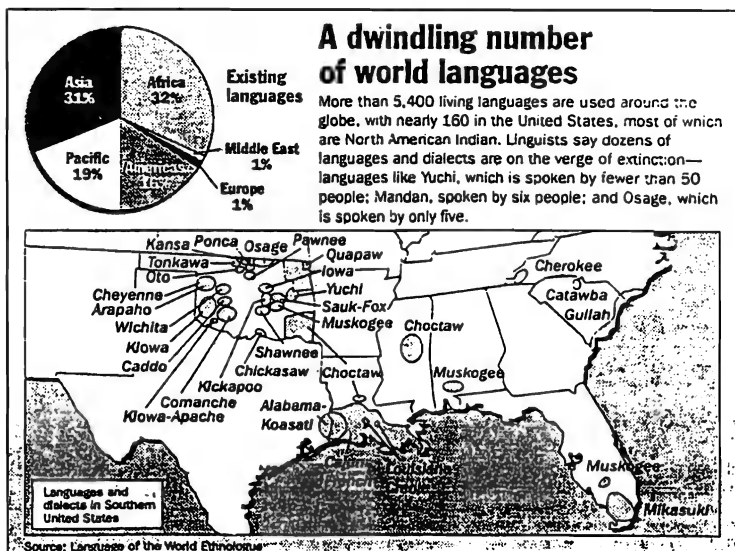 A dwindling number
of world languages
More than 5,400 living languages are used around the
globe, with nearly 160 in the United States, most of which
are North American Indian. Linguists say dozens of
languages and dialects are on the verge of extinction—
languages like Yuchi, which is spoken by fewer than 50
people; Mandan, spoken by six people; and Osage, which
is spoken by only five.
Existing
languages
Asia
31%
Africa
32%
Middle East
1%
Europe
1%
Pacific
19%
Kansa
Ponca
Osage
Pawnee
Quapaw
Tonkawa
Oto
Iowa
Yuchi
Cheyenne
Arapaho
Sauk-Fox
Muskogee
Wichita
Kiowa
Caddo
Shawnee
Chickasaw
Kickapoo
Comanche
Kiowa-Apache
Choctaw
Alabama-
Koasati
Choctaw
Muskogee
Cherokee
Catawba
Gullah
Louisiana
Muskogee
Mikasuki
Languages and
dialects in Southern
United States
Source: Language of the World Ethnologue